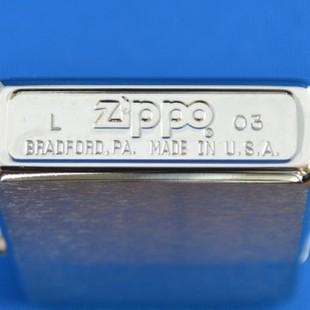 L Zippo® 03
BRADFORD, PA. MADE IN U.S.A.